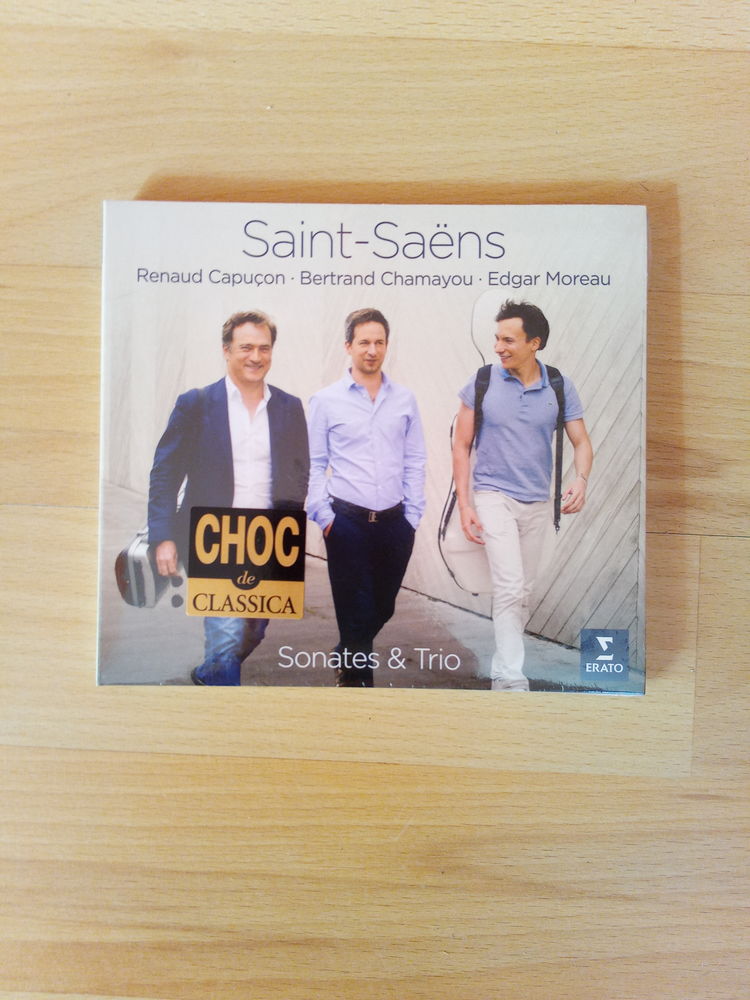 Saint-Saëns
Renaud Capuçon · Bertrand Chamayou · Edgar Moreau
CHOC
de
CLASSICA
Sonates & Trio
ERATO